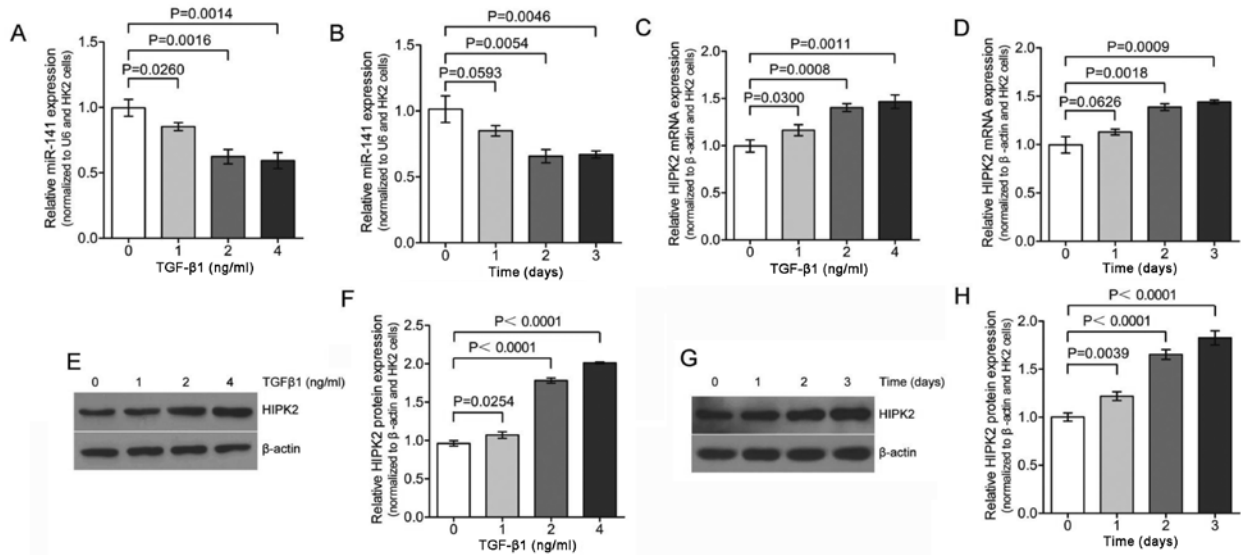 A
Relative miR-141 expression
(normalized to U6 and HK2 cells)
P=0.0014
P=0.0016
P=0.0260
1.5
1.0
0.5
0.0
0 1 2 4
TGF-β1 (ng/ml)
B
Relative miR-141 expression
(normalized to U6 and HK2 cells)
P=0.0046
P=0.0054
P=0.0593
1.5
1.0
0.5
0.0
0 1 2 3
Time (days)
C
Relative HIPK2 mRNA expression
(normalized to β -actin and HK2 cells)
P=0.0011
P=0.0008
P=0.0300
2.0
1.5
1.0
0.5
0.0
0 1 2 4
TGF-β1 (ng/ml)
D
Relative HIPK2 mRNA expression
(normalized to β -actin and HK2 cells)
P=0.0009
P=0.0018
P=0.0626
2.0
1.5
1.0
0.5
0.0
0 1 2 3
Time (days)
E
0 1 2 4 TGFβ1 (ng/ml)
HIPK2
β-actin
F
Relative HIPK2 protein expression
(normalized to β -actin and HK2 cells)
P< 0.0001
P< 0.0001
P=0.0254
2.5
2.0
1.5
1.0
0.5
0.0
0 1 2 4
TGF-β1 (ng/ml)
G
0 1 2 3 Time (days)
HIPK2
β-actin
H
Relative HIPK2 protein expression
(normalized to β -actin and HK2 cells)
P< 0.0001
P< 0.0001
P=0.0039
2.0
1.5
1.0
0.5
0.0
0 1 2 3
Time (days)